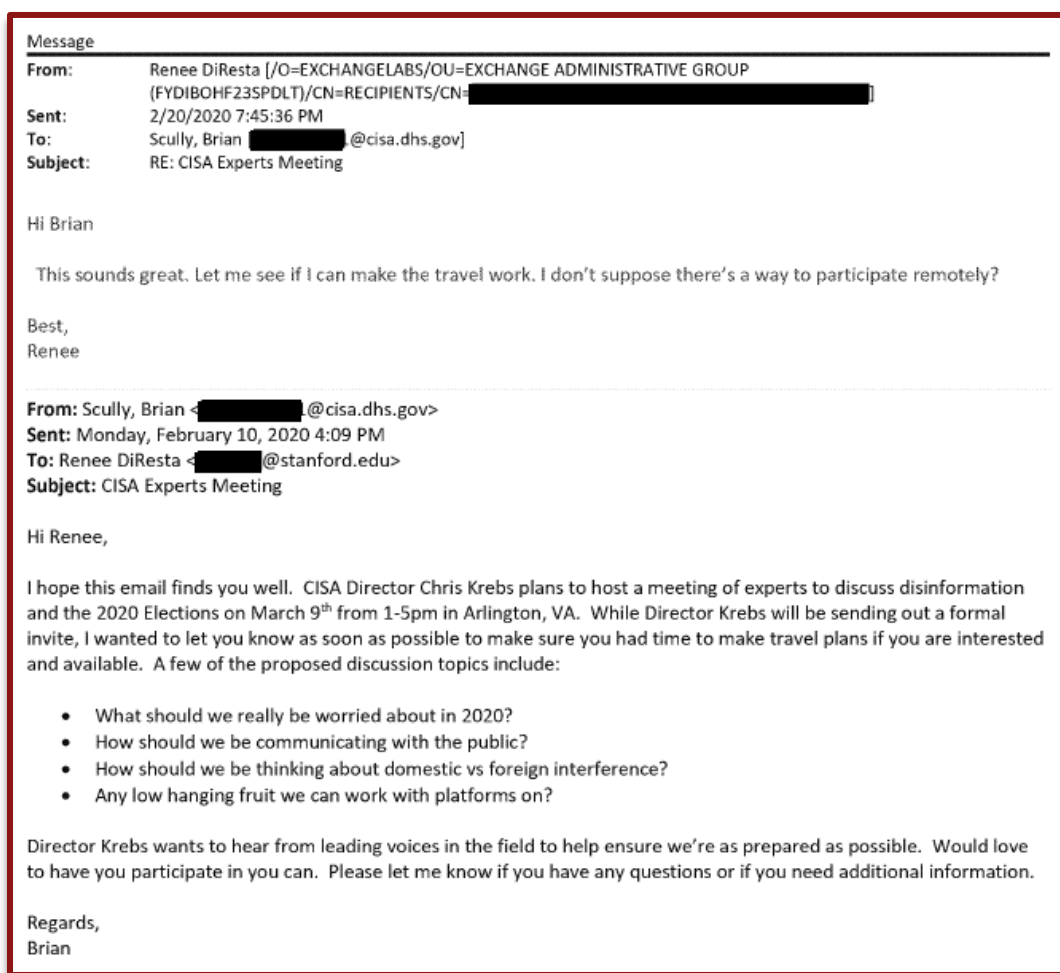 Message
From: Renee DiResta [/O=EXCHANGELABS/OU=EXCHANGE ADMINISTRATIVE GROUP
(FYDIBOHF23SPDLT)/CN=RECIPIENTS/CN=]
Sent: 2/20/2020 7:45:36 PM
To: Scully, Brian [@cisa.dhs.gov]
Subject: RE: CISA Experts Meeting
Hi Brian
This sounds great. Let me see if I can make the travel work. I don't suppose there's a way to participate remotely?
Best,
Renee
From: Scully, Brian <@cisa.dhs.gov>
Sent: Monday, February 10, 2020 4:09 PM
To: Renee DiResta <@stanford.edu>
Subject: CISA Experts Meeting
Hi Renee,
I hope this email finds you well. CISA Director Chris Krebs plans to host a meeting of experts to discuss disinformation
and the 2020 Elections on March 9th from 1-5pm in Arlington, VA. While Director Krebs will be sending out a formal
invite, I wanted to let you know as soon as possible to make sure you had time to make travel plans if you are interested
and available. A few of the proposed discussion topics include:
• What should we really be worried about in 2020?
• How should we be communicating with the public?
• How should we be thinking about domestic vs foreign interference?
• Any low hanging fruit we can work with platforms on?
Director Krebs wants to hear from leading voices in the field to help ensure we're as prepared as possible. Would love
to have you participate in you can. Please let me know if you have any questions or if you need additional information.
Regards,
Brian